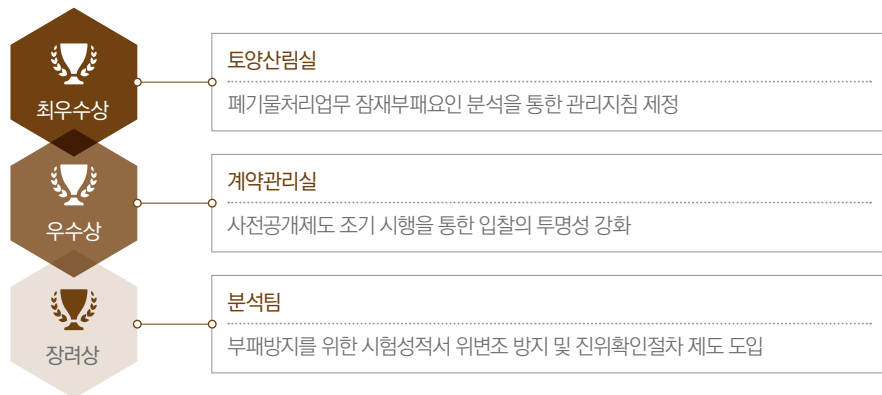 최우수상
토양산림실
폐기물처리업무 잠재부패요인 분석을 통한 관리지침 제정
우수상
계약관리실
사전공개제도 조기 시행을 통한 입찰의 투명성 강화
장려상
분석팀
부패방지를 위한 시험성적서 위변조 방지 및 진위확인절차 제도 도입